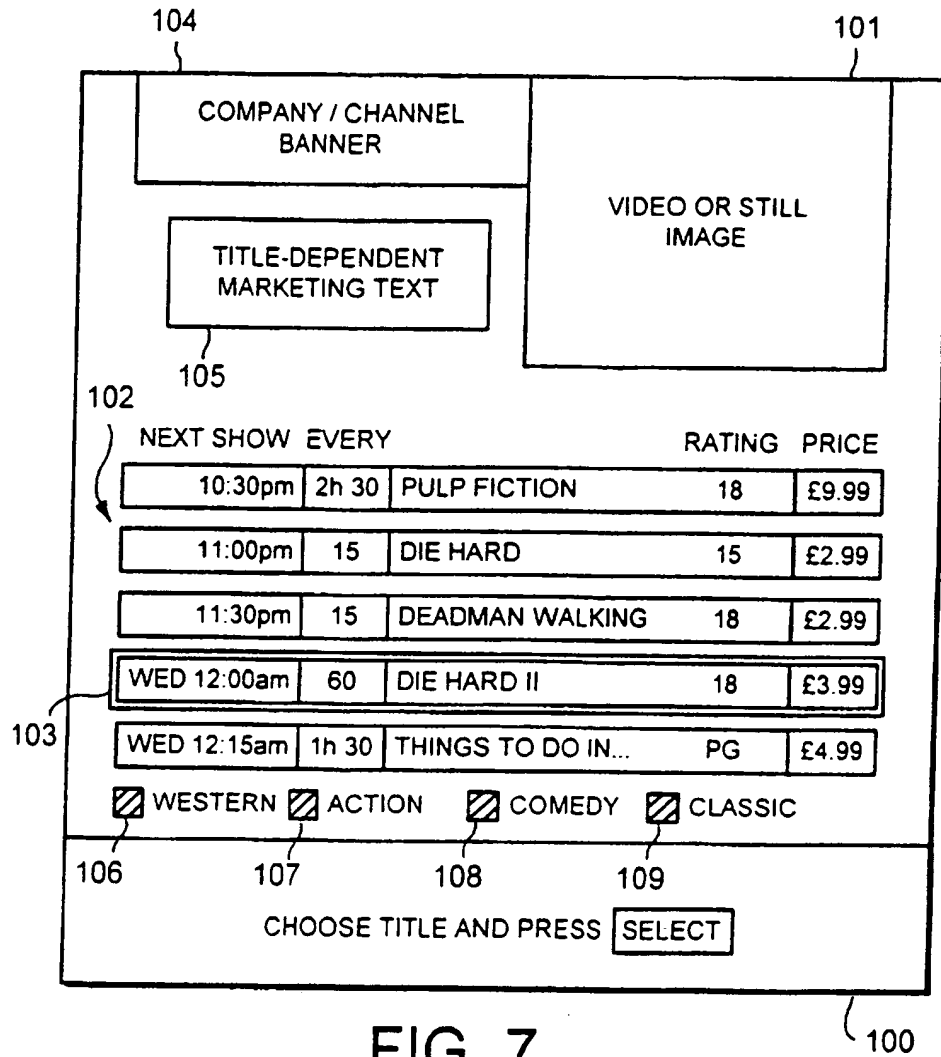 104
101
COMPANY / CHANNEL
BANNER
VIDEO OR STILL
IMAGE
TITLE-DEPENDENT
MARKETING TEXT
105
102
NEXT SHOW EVERY RATING PRICE
10:30pm 2h 30 PULP FICTION 18 £9.99
11:00pm 15 DIE HARD 15 £2.99
11:30pm 15 DEADMAN WALKING 18 £2.99
WED 12:00am 60 DIE HARD II 18 £3.99
103
WED 12:15am 1h 30 THINGS TO DO IN... PG £4.99
WESTERN ACTION COMEDY CLASSIC
106 107 108 109
CHOOSE TITLE AND PRESS SELECT
100
FIG. 7